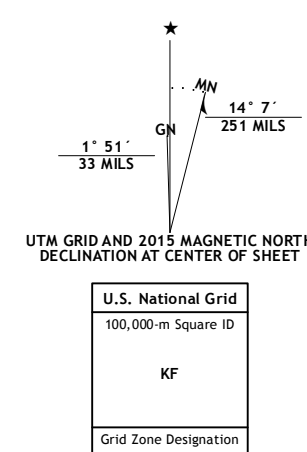 ★
MN
GN
14° 7´
251 MILS
1° 51´
33 MILS
UTM GRID AND 2015 MAGNETIC NORTH
DECLINATION AT CENTER OF SHEET
U.S. National Grid
100,000-m Square ID
KF
Grid Zone Designation